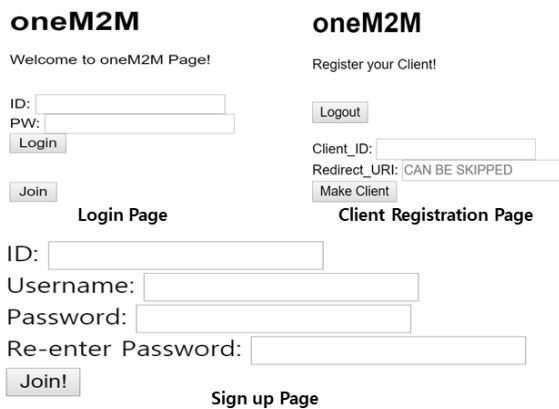 oneM2M
Welcome to oneM2M Page!
ID:
PW:
Login
Join
Login Page
oneM2M
Register your Client!
Logout
Client_ID:
Redirect_URI: CAN BE SKIPPED
Make Client
Client Registration Page
ID:
Username:
Password:
Re-enter Password:
Join!
Sign up Page